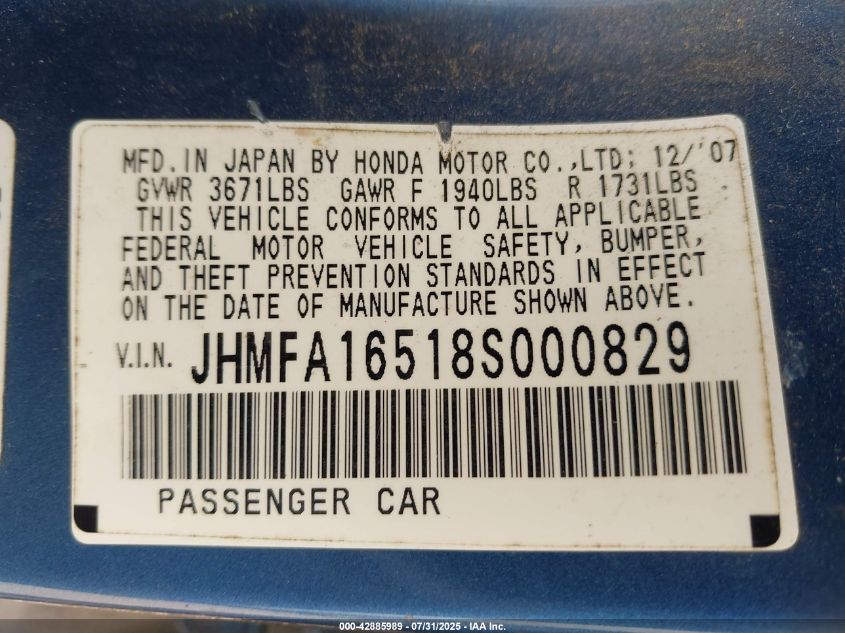 MFD.IN JAPAN BY HONDA MOTOR CO.,LTD; 12/'07
GVWR 3671LBS GAWR F 1940LBS R 1731LBS
THIS VEHICLE CONFORMS TO ALL APPLICABLE
FEDERAL MOTOR VEHICLE SAFETY, BUMPER,
AND THEFT PREVENTION STANDARDS IN EFFECT
ON THE DATE OF MANUFACTURE SHOWN ABOVE.
V.I.N. JHMFA16518S000829
PASSENGER CAR
000-42885989 | 07/31/2025 - IAA Inc.